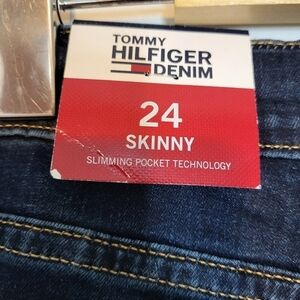 TOMMY
HILFIGER
DENIM
24
SKINNY
SLIMMING POCKET TECHNOLOGY